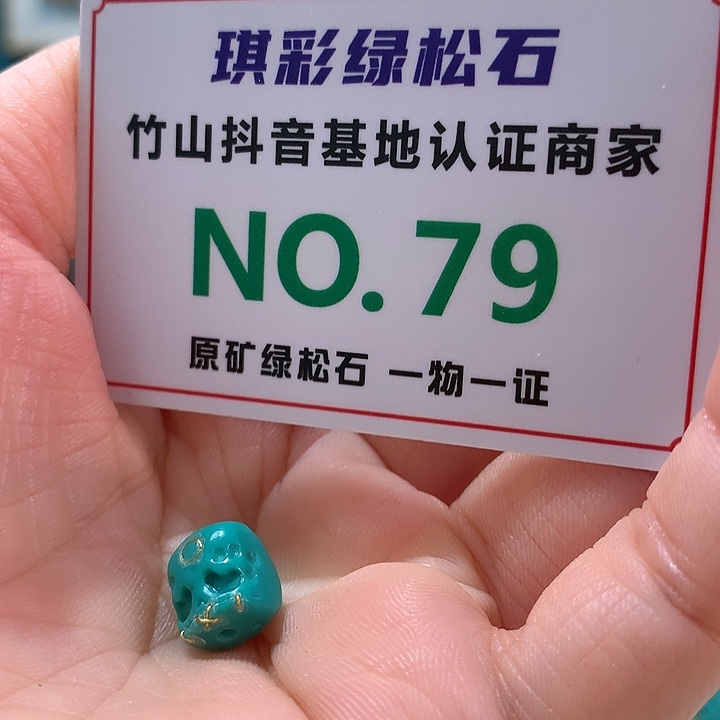 琪彩绿松石
竹山抖音基地认证商家
NO.79
原矿绿松石 一物一证